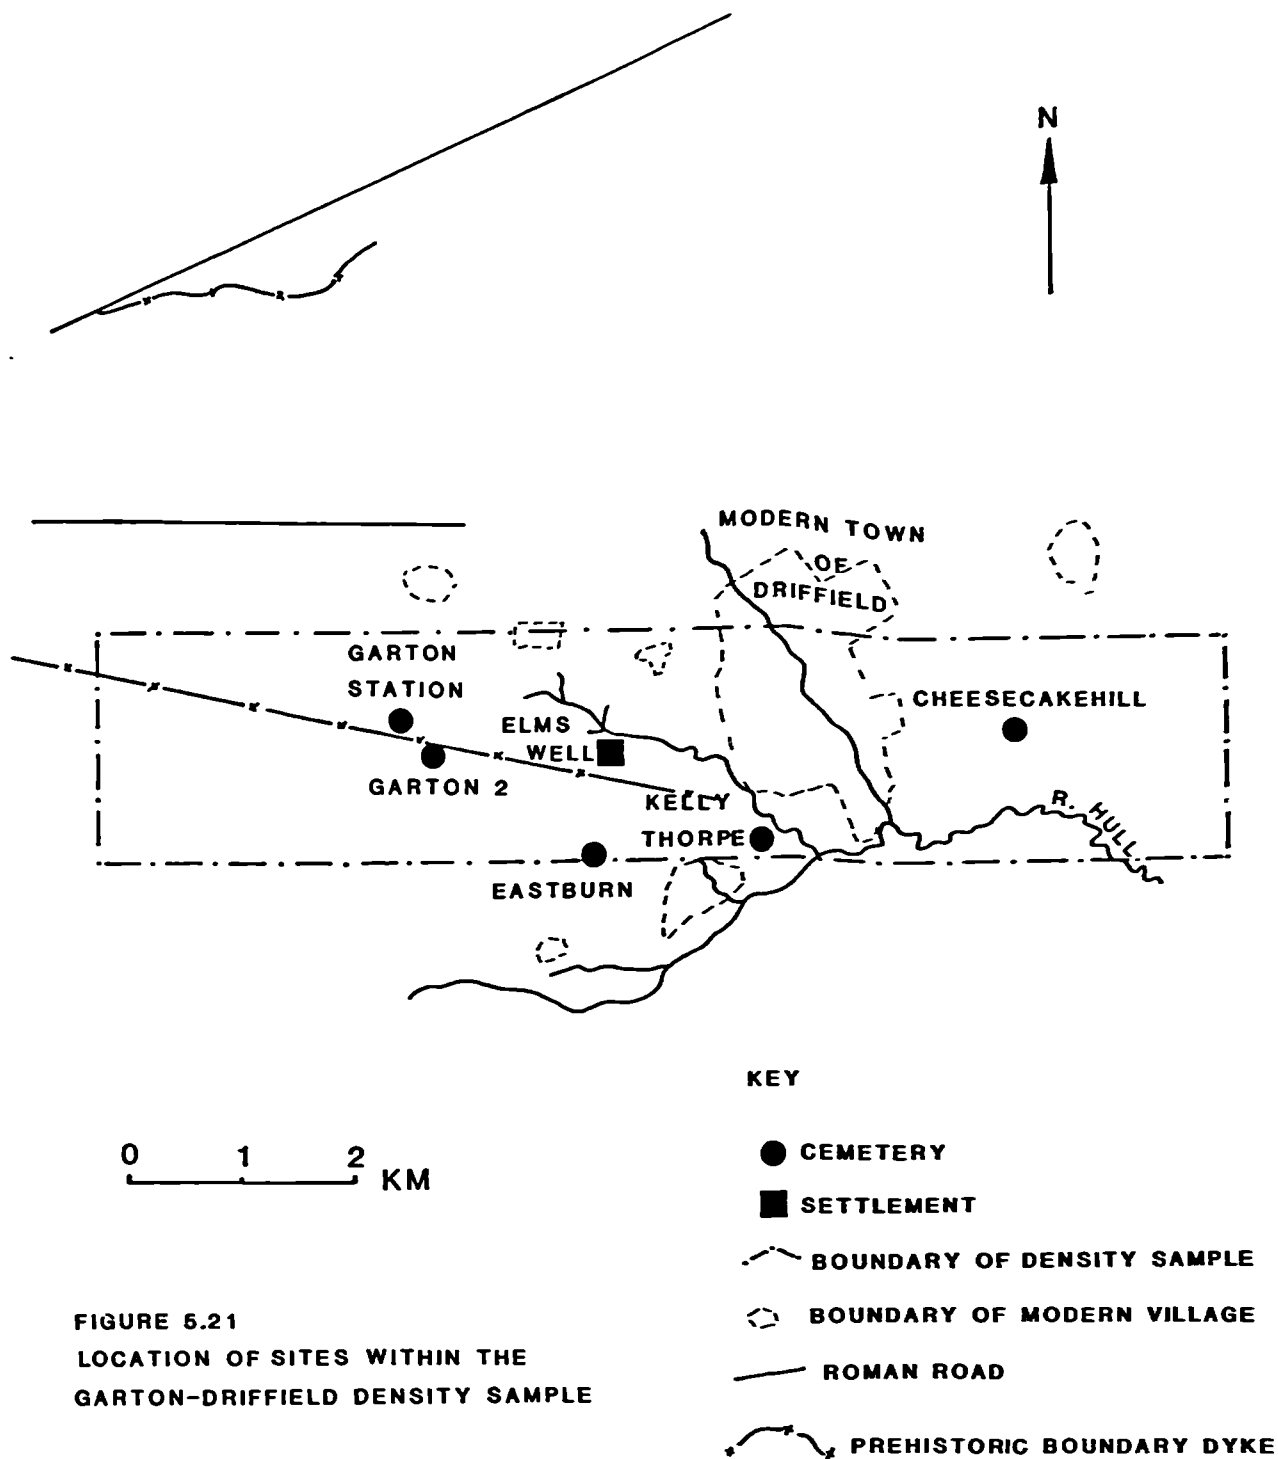 N
MODERN TOWN
OF
DRIFFIELD
GARTON
STATION
CHEESECAKEHILL
ELMS
WELL
GARTON 2
KELLY
THORPE
R. HULL
EASTBURN
KEY
0 1 2
KM
CEMETERY
SETTLEMENT
BOUNDARY OF DENSITY SAMPLE
BOUNDARY OF MODERN VILLAGE
ROMAN ROAD
PREHISTORIC BOUNDARY DYKE
FIGURE 5.21
LOCATION OF SITES WITHIN THE
GARTON-DRIFFIELD DENSITY SAMPLE